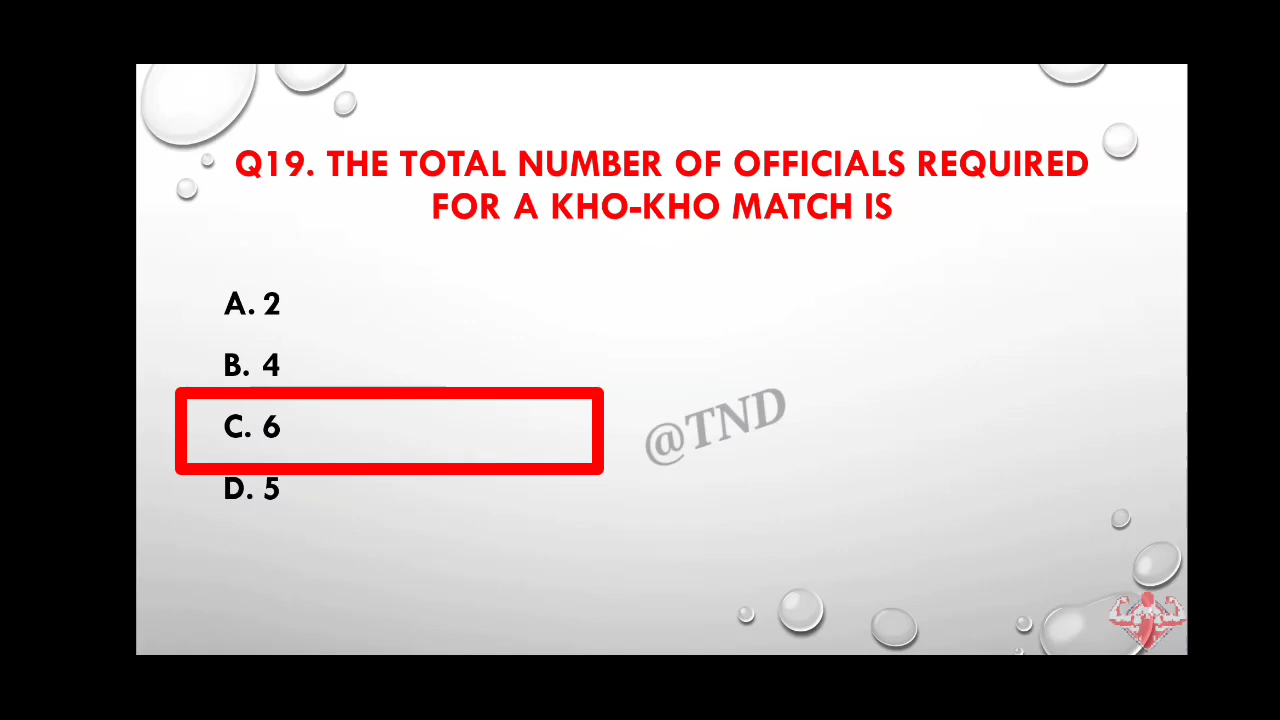 Q19. THE TOTAL NUMBER OF OFFICIALS REQUIRED
FOR A KHO-KHO MATCH IS
A. 2
B. 4
C. 6
D. 5
@TND